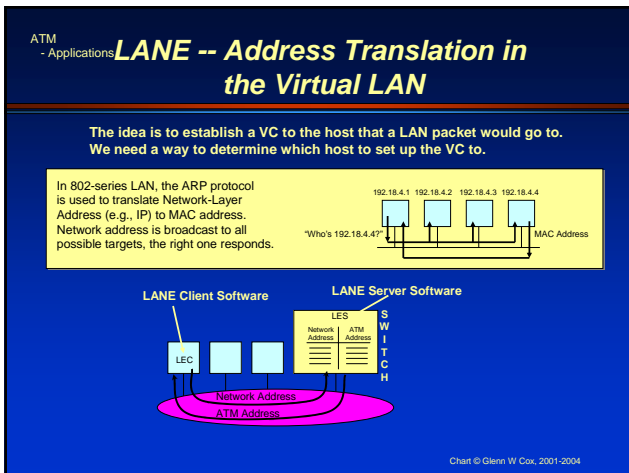 ATM
- Applications
LANE -- Address Translation in
the Virtual LAN
The idea is to establish a VC to the host that a LAN packet would go to.
We need a way to determine which host to set up the VC to.
In 802-series LAN, the ARP protocol
is used to translate Network-Layer
Address (e.g., IP) to MAC address.
Network address is broadcast to all
possible targets, the right one responds.
192.18.4.1 192.18.4.2 192.18.4.3 192.18.4.4
"Who's 192.18.4.4?"
MAC Address
LANE Client Software
LANE Server Software
LES
Network
Address
ATM
Address
S
W
I
T
C
H
LEC
Network Address
ATM Address
Chart © Glenn W Cox, 2001-2004